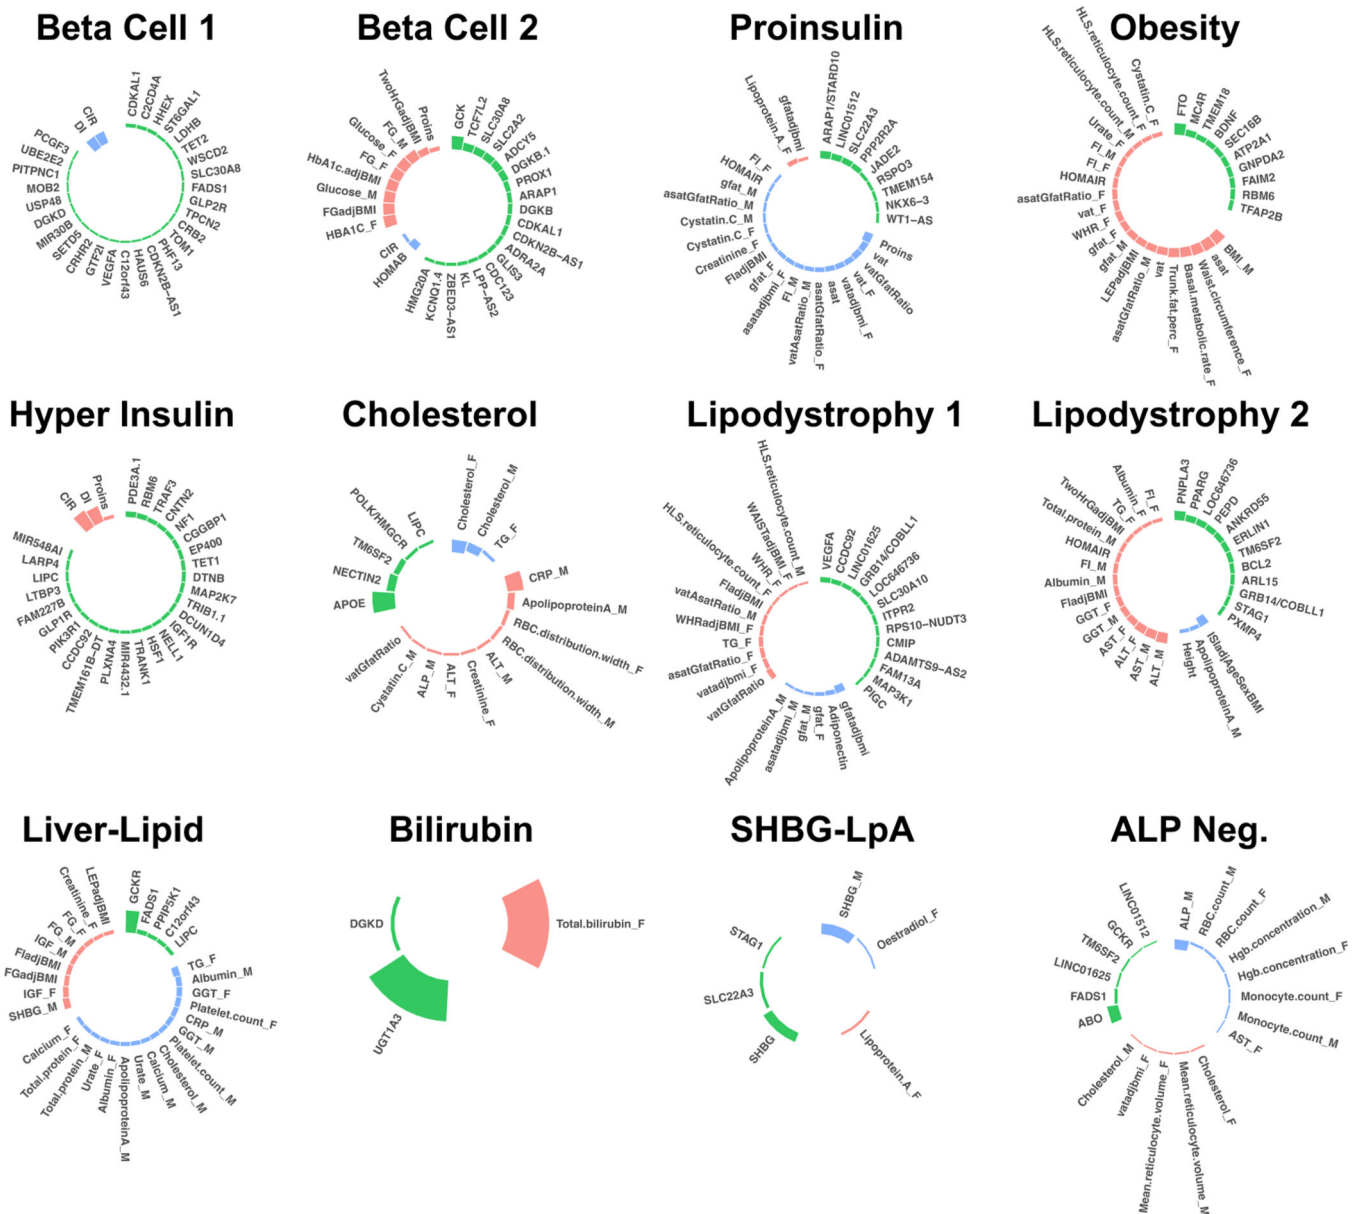 Beta Cell 1
CIR
DI
CDKAL1
C2CD4A
HHEX
ST6GAL1
LDHB
TET2
WSCD2
SLC30A8
FADS1
GLP2R
TPCN2
CRB2
TOM1
PHF13
CDKN2B-AS1
HAUS6
C12orf43
VEGFA
GTF2I
CRHR2
SETD5
MIR30B
DGKD
USP48
MOB2
PITPNC1
UBE2E2
PCGF3
Beta Cell 2
GCK
TCF7L2
SLC30A8
SLC2A2
ADCY5
DGKB.1
PROX1
ARAP1
DGKB
CDKAL1
CDKN2B-AS1
ADRA2A
GLIS3
CDC123
LPP-AS2
KL
ZBED3-AS1
KCNQ1.4
HMG20A
HOMAB
CIR
HBA1C_F
FGadjBMI
Glucose_M
HbA1c.adjBMI
FG_F
Glucose_F
FG_M
TwoHrGadjBMI
Proins
Proinsulin
ARAP1/STARD10
LINC01512
SLC22A3
PPP2R2A
JADE2
RSPO3
TMEM154
NKX6-3
WT1-AS
Proins
vat
vatGfatRatio
vat_F
vatadjbmi_F
asat
asatGfatRatio_F
vatAsatRatio_M
FI_M
asatadjbmi_F
gfat_F
FIadjBMI
Creatinine_F
Cystatin.C_F
Cystatin.C_M
asatGfatRatio_M
gfat_M
HOMAIR
FI_F
Lipoprotein.A_F
gfatadjbmi
Obesity
FTO
MC4R
TMEM18
BDNF
SEC16B
ATP2A1
GNPDA2
FAIM2
RBM6
TFAP2B
BMI_M
asat
Waist.circumference_F
Basal.metabolic.rate_F
Trunk.fat.perc_F
vat
asatGfatRatio_M
LEPadjBMI
gfat_M
gfat_F
WHR_F
vat_F
asatGfatRatio_F
HOMAIR
FI_F
FI_M
Urate_F
HLS.reticulocyte.count_M
HLS.reticulocyte.count_F
Cystatin.C_F
Hyper Insulin
PDE3A.1
RBM6
TRAF3
CNTN2
NF1
CGGBP1
EP400
TET1
DTNB
MAP2K7
TRIB1.1
DCUN1D4
IGF1R
NELL1
HSF1
TRANK1
MIR4432.1
PLXNA4
TMEM161B-DT
CCDC92
PIK3R1
GLP1R
FAM227B
LTBP3
LIPC
LARP4
MIR548AI
CIR
DI
Proins
Cholesterol
Cholesterol_F
Cholesterol_M
TG_F
CRP_M
ApolipoproteinA_M
RBC.distribution.width_F
RBC.distribution.width_M
ALT_M
Creatinine_F
ALT_F
ALP_M
Cystatin.C_M
vatGfatRatio
APOE
NECTIN2
TM6SF2
POLK/HMGCR
LIPC
Lipodystrophy 1
VEGFA
CCDC92
LINC01625
GRB14/COBLL1
LOC646736
SLC30A10
ITPR2
RPS10-NUDT3
CMIP
ADAMTS9-AS2
FAM13A
MAP3K1
PIGC
gfatadjbmi
Adiponectin
gfat_F
gfat_M
asatadjbmi_M
ApolipoproteinA_M
vatGfatRatio
vatadjbmi_F
asatGfatRatio_F
TG_F
WHRadjBMI_F
vatAsatRatio_M
FIadjBMI
HLS.reticulocyte.count_F
WHR_F
WAISTadjBMI_F
HLS.reticulocyte.count_M
Lipodystrophy 2
PNPLA3
PPARG
LOC646736
PEPD
ANKRD55
ERLIN1
TM6SF2
BCL2
ARL15
GRB14/COBLL1
STAG1
PXMP4
ISIadjAgeSexBMI
ApolipoproteinA_M
Height
ALT_M
AST_M
ALT_F
AST_F
GGT_M
GGT_F
FIadjBMI
Albumin_M
FI_M
HOMAIR
Total.protein_M
TwoHrGadjBMI
TG_F
Albumin_F
FI_F
Liver-Lipid
GCKR
FADS1
PPIP5K1
C12orf43
LIPC
TG_F
Albumin_M
GGT_F
Platelet.count_F
CRP_M
GGT_M
Platelet.count_M
Cholesterol_M
Calcium_M
Urate_M
ApolipoproteinA_M
Albumin_F
Urate_F
Total.protein_M
Total.protein_F
Calcium_F
SHBG_M
IGF_F
FGadjBMI
FIadjBMI
IGF_M
FG_M
FG_F
Creatinine_F
LEPadjBMI
Bilirubin
DGKD
Total.bilirubin_F
UGT1A3
SHBG-LpA
SHBG_M
Oestradiol_F
STAG1
SLC22A3
SHBG
Lipoprotein.A_F
ALP Neg.
ALP_M
RBC.count_M
RBC.count_F
Hgb.concentration_M
Hgb.concentration_F
Monocyte.count_F
Monocyte.count_M
AST_F
Cholesterol_F
Mean.reticulocyte.volume_M
Mean.reticulocyte.volume_F
vatadjbmi_F
Cholesterol_M
ABO
FADS1
LINC01625
TM6SF2
GCKR
LINC01512